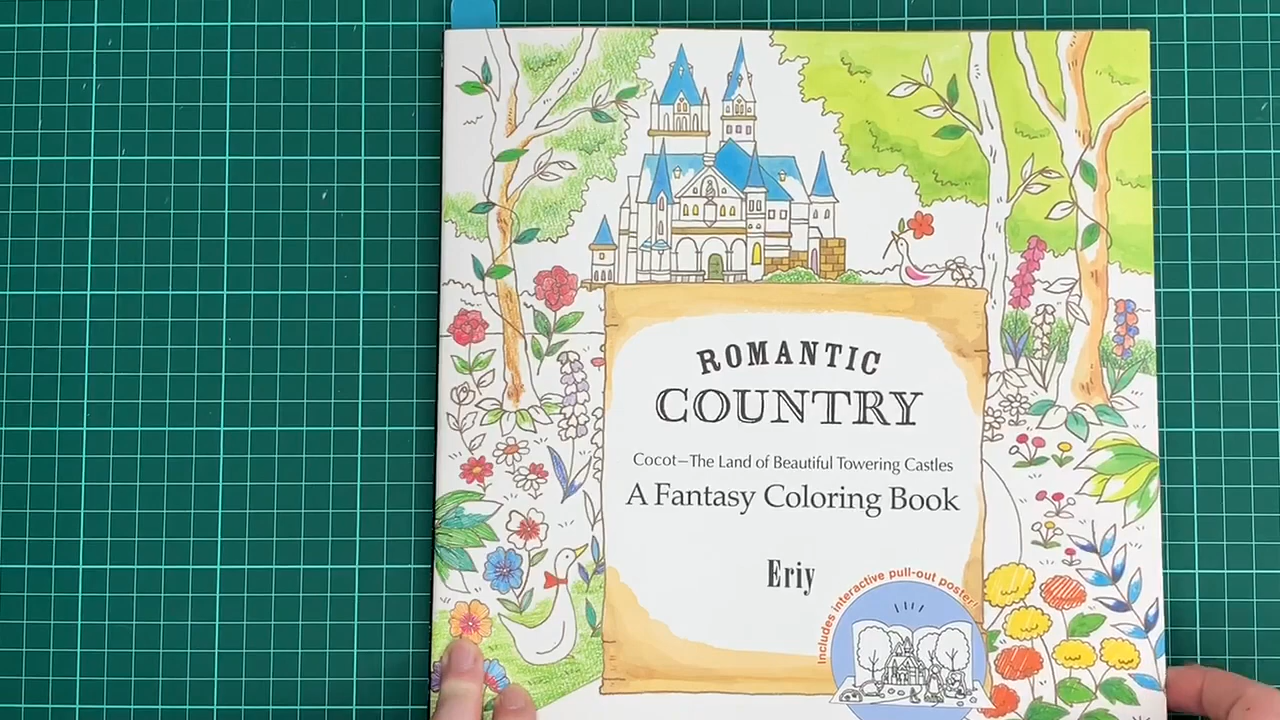 ROMANTIC
COUNTRY
Cocot–The Land of Beautiful Towering Castles
A Fantasy Coloring Book
Eriy
Includes interactive pull-out poster!